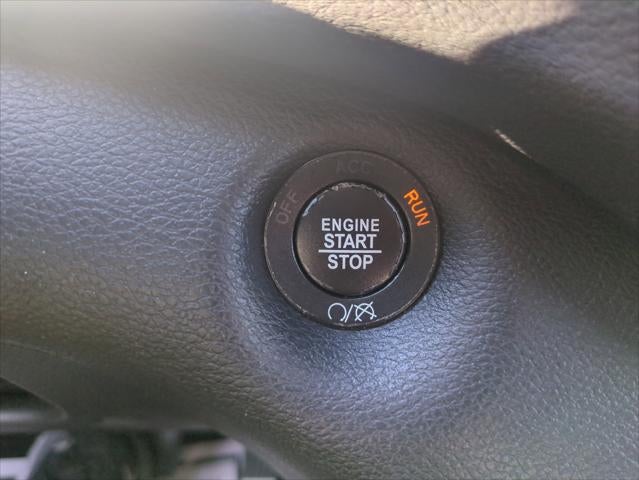 OFF
ACC
RUN
ENGINE
START
STOP